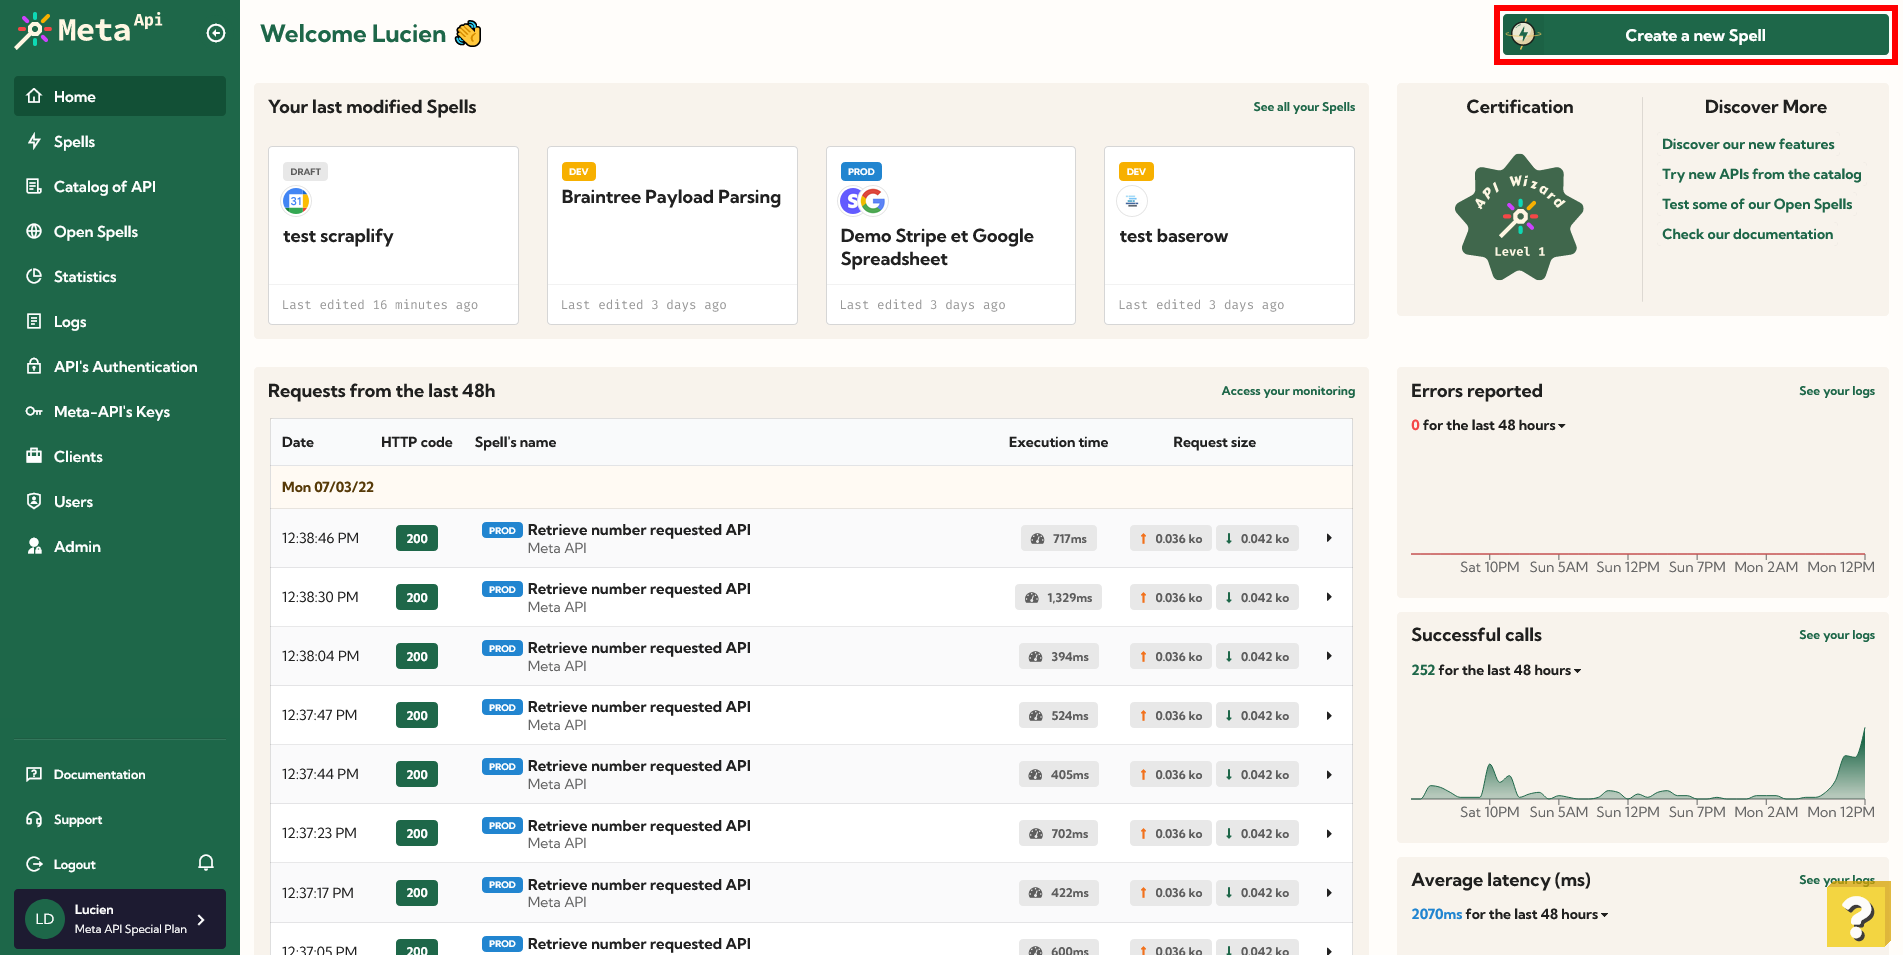 Meta Api
Home
Spells
Catalog of API
Open Spells
Statistics
Logs
API's Authentication
Meta-API's Keys
Clients
Users
Admin
Documentation
Support
Logout
LD
Lucien
Meta API Special Plan
Welcome Lucien 👋
Create a new Spell
Your last modified Spells
See all your Spells
DRAFT
31
test scraplify
Last edited 16 minutes ago
DEV
Braintree Payload Parsing
Last edited 3 days ago
PROD
S G
Demo Stripe et Google
Spreadsheet
Last edited 3 days ago
DEV
test baserow
Last edited 3 days ago
Certification
API Wizard
Level 1
Discover More
Discover our new features
Try new APIs from the catalog
Test some of our Open Spells
Check our documentation
Requests from the last 48h
Access your monitoring
Date HTTP code Spell's name Execution time Request size
Mon 07/03/22
12:38:46 PM 200 PROD Retrieve number requested API 717ms ↑ 0.036 ko ↓ 0.042 ko
Meta API
12:38:30 PM 200 PROD Retrieve number requested API 1,329ms ↑ 0.036 ko ↓ 0.042 ko
Meta API
12:38:04 PM 200 PROD Retrieve number requested API 394ms ↑ 0.036 ko ↓ 0.042 ko
Meta API
12:37:47 PM 200 PROD Retrieve number requested API 524ms ↑ 0.036 ko ↓ 0.042 ko
Meta API
12:37:44 PM 200 PROD Retrieve number requested API 405ms ↑ 0.036 ko ↓ 0.042 ko
Meta API
12:37:23 PM 200 PROD Retrieve number requested API 702ms ↑ 0.036 ko ↓ 0.042 ko
Meta API
12:37:17 PM 200 PROD Retrieve number requested API 422ms ↑ 0.036 ko ↓ 0.042 ko
Meta API
12:37:05 PM 200 PROD Retrieve number requested API 600ms ↑ 0.036 ko ↓ 0.042 ko
Errors reported
See your logs
0 for the last 48 hours
Sat 10PM Sun 5AM Sun 12PM Sun 7PM Mon 2AM Mon 12PM
Successful calls
See your logs
252 for the last 48 hours
Sat 10PM Sun 5AM Sun 12PM Sun 7PM Mon 2AM Mon 12PM
Average latency (ms)
See your logs
2070ms for the last 48 hours
?